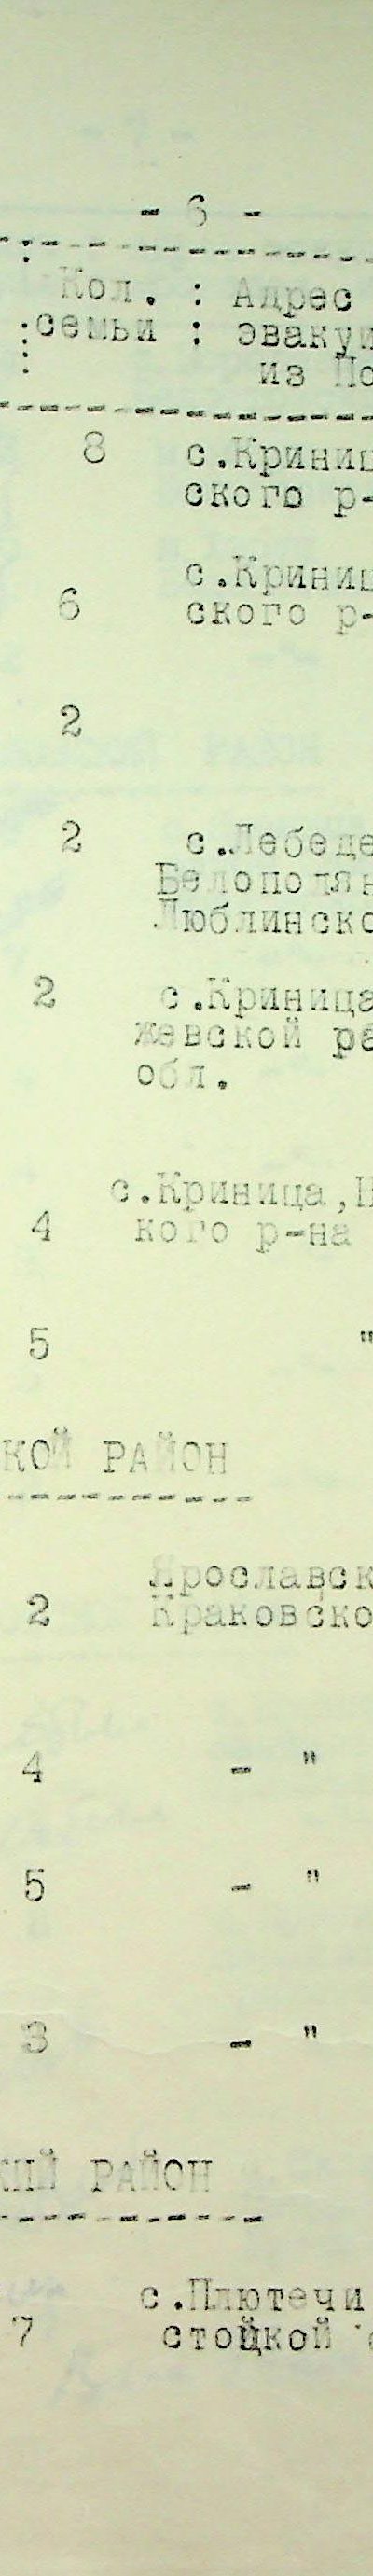 - 6 -
Кол. : Адрес
:семьи : эвакуи
: из По
8 с.Криниц
ского р-
с.Криниц
6 ского р-
2
2 с.Лебеде
Белополян
Люблинско
2 с.Криница
жевской ра
обл.
с.Криница,Н
4 кого р-на
5 "
КОЙ РАЙОН
Ярославск
2 Краковско
4 - "
5 - "
3 - "
КИЙ РАЙОН
с.Плютечи
7 стоцкой